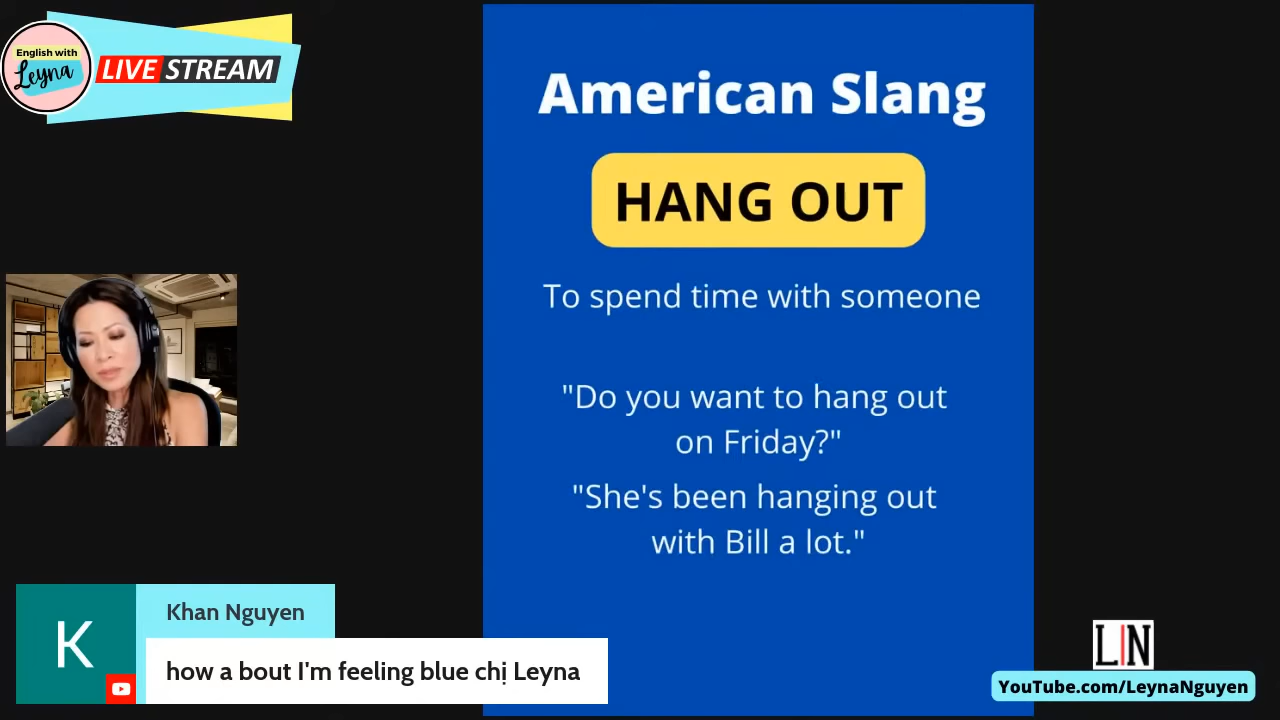 English with
Leyna
LIVE STREAM
American Slang
HANG OUT
To spend time with someone
"Do you want to hang out
on Friday?"
"She's been hanging out
with Bill a lot."
K
Khan Nguyen
how a bout I'm feeling blue chị Leyna
LIN
YouTube.com/LeynaNguyen